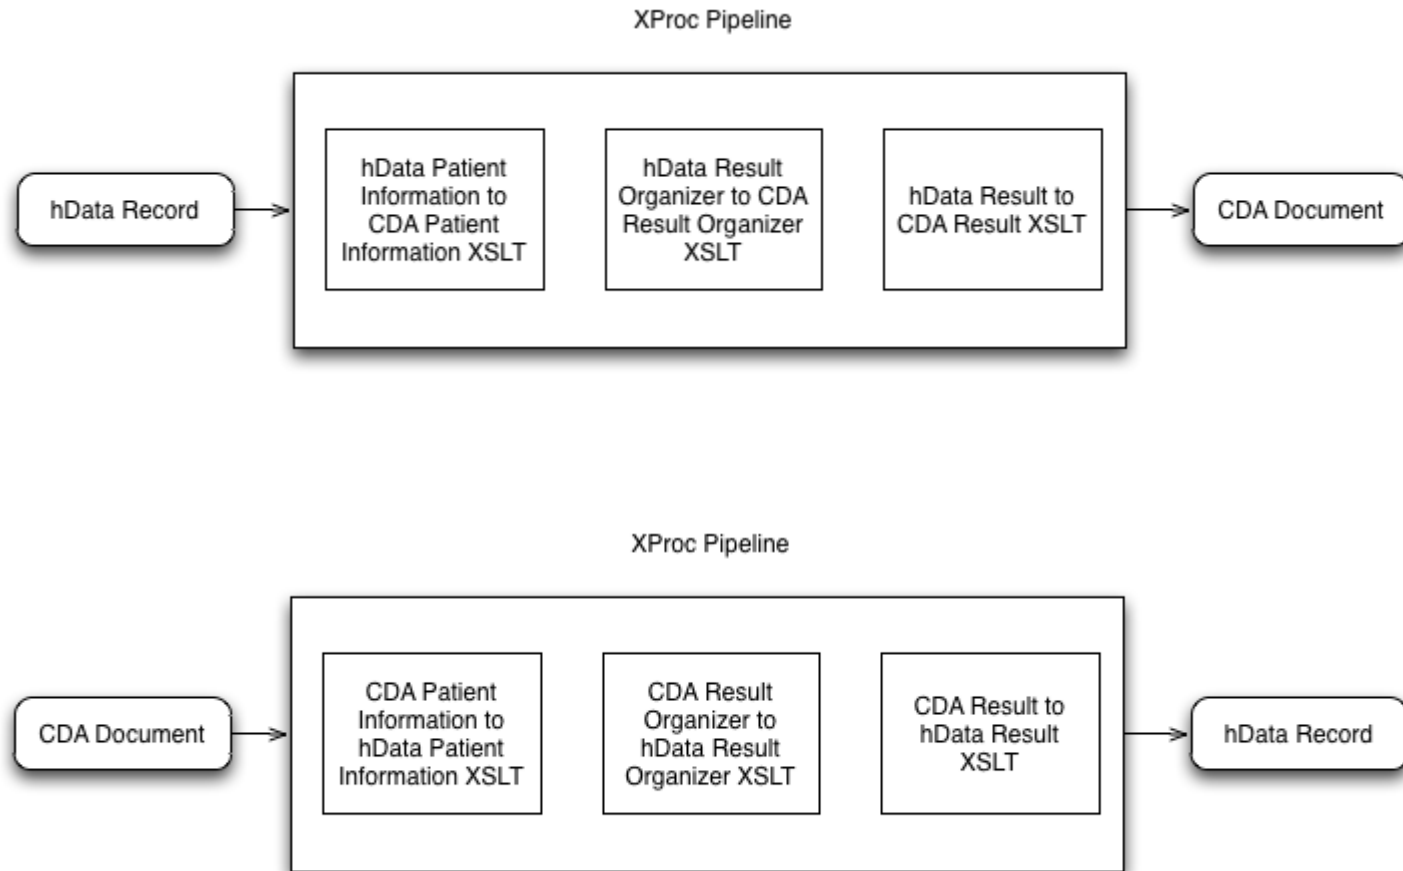 XProc Pipeline
hData Record
hData Patient
Information to
CDA Patient
Information XSLT
hData Result
Organizer to CDA
Result Organizer
XSLT
hData Result to
CDA Result XSLT
CDA Document
XProc Pipeline
CDA Document
CDA Patient
Information to
hData Patient
Information XSLT
CDA Result
Organizer to
hData Result
Organizer XSLT
CDA Result to
hData Result
XSLT
hData Record